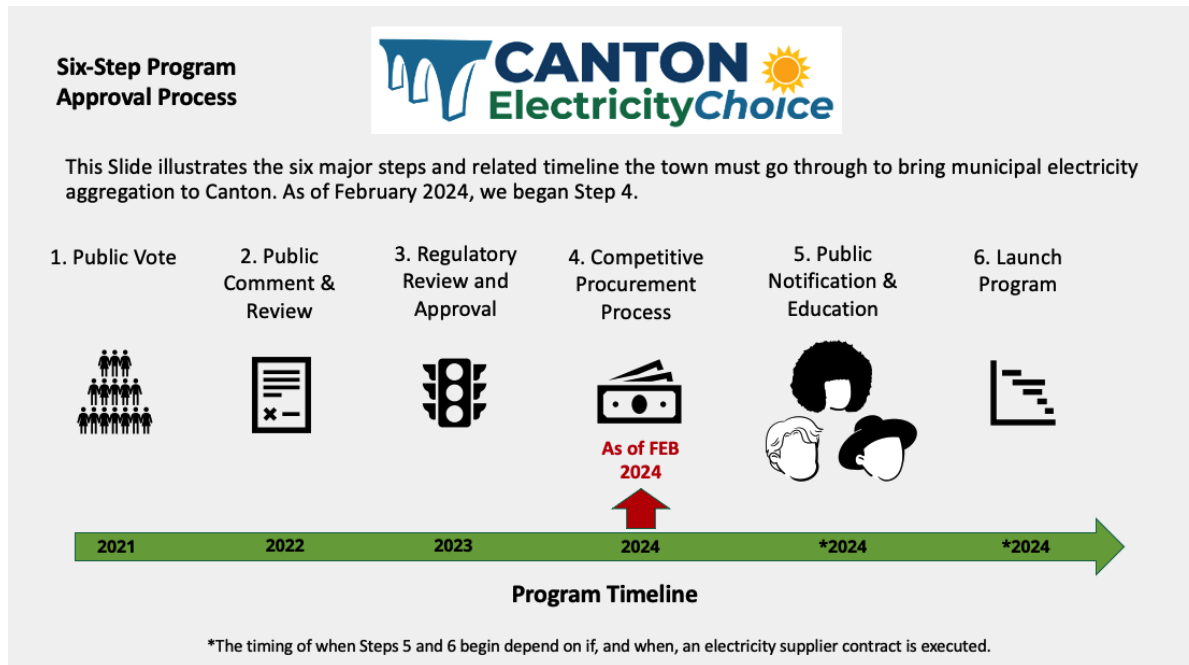 Six-Step Program
Approval Process
CANTON
ElectricityChoice
This Slide illustrates the six major steps and related timeline the town must go through to bring municipal electricity
aggregation to Canton. As of February 2024, we began Step 4.
1. Public Vote
2. Public
Comment &
Review
3. Regulatory
Review and
Approval
4. Competitive
Procurement
Process
5. Public
Notification &
Education
6. Launch
Program
As of FEB
2024
2021
2022
2023
2024
*2024
*2024
Program Timeline
*The timing of when Steps 5 and 6 begin depend on if, and when, an electricity supplier contract is executed.